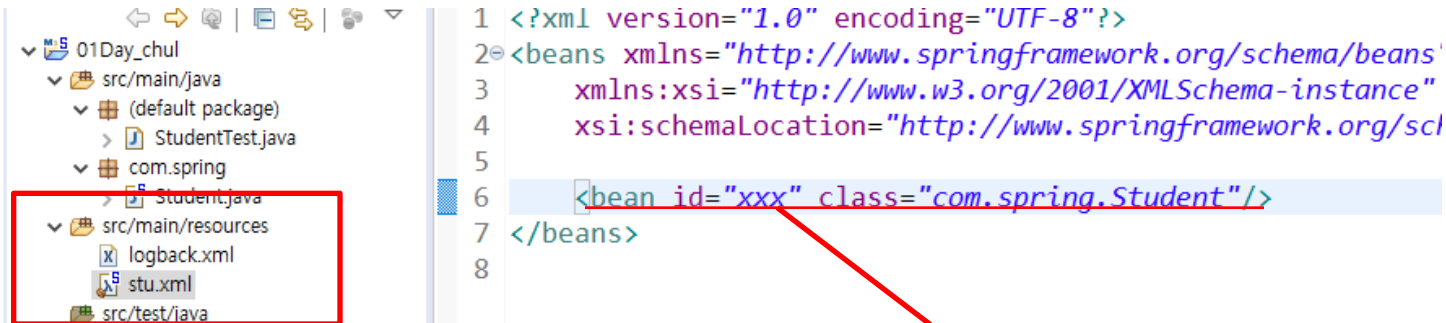 01Day_chul
src/main/java
(default package)
StudentTest.java
com.spring
Student.java
src/main/resources
logback.xml
stu.xml
src/test/java
1 <?xml version="1.0" encoding="UTF-8"?>
2 <beans xmlns="http://www.springframework.org/schema/beans"
3 xmlns:xsi="http://www.w3.org/2001/XMLSchema-instance"
4 xsi:schemaLocation="http://www.springframework.org/sch
5
6 <bean id="xxx" class="com.spring.Student"/>
7 </beans>
8